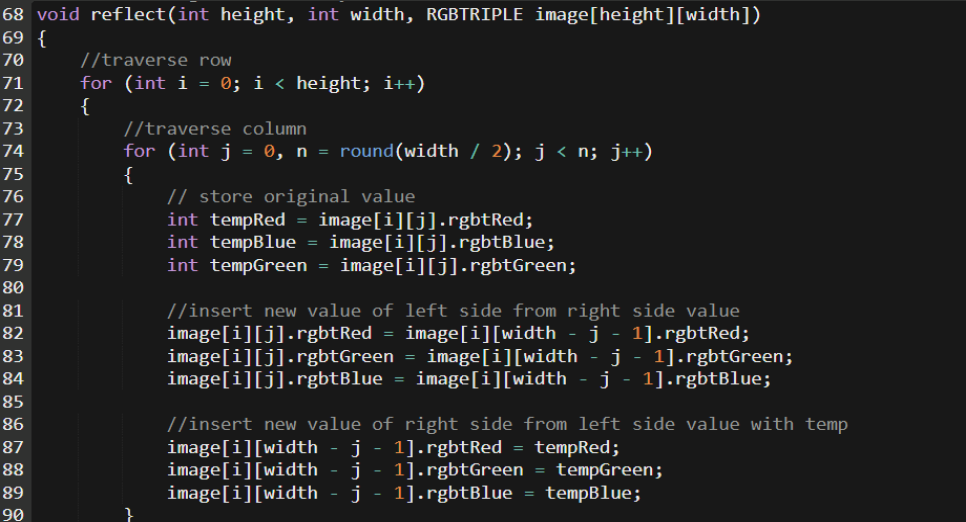 68 void reflect(int height, int width, RGBTRIPLE image[height][width])
69 {
70     //traverse row
71     for (int i = 0; i < height; i++)
72     {
73         //traverse column
74         for (int j = 0, n = round(width / 2); j < n; j++)
75         {
76             // store original value
77             int tempRed = image[i][j].rgbtRed;
78             int tempBlue = image[i][j].rgbtBlue;
79             int tempGreen = image[i][j].rgbtGreen;
80
81             //insert new value of left side from right side value
82             image[i][j].rgbtRed = image[i][width - j - 1].rgbtRed;
83             image[i][j].rgbtGreen = image[i][width - j - 1].rgbtGreen;
84             image[i][j].rgbtBlue = image[i][width - j - 1].rgbtBlue;
85
86             //insert new value of right side from left side value with temp
87             image[i][width - j - 1].rgbtRed = tempRed;
88             image[i][width - j - 1].rgbtGreen = tempGreen;
89             image[i][width - j - 1].rgbtBlue = tempBlue;
90         }